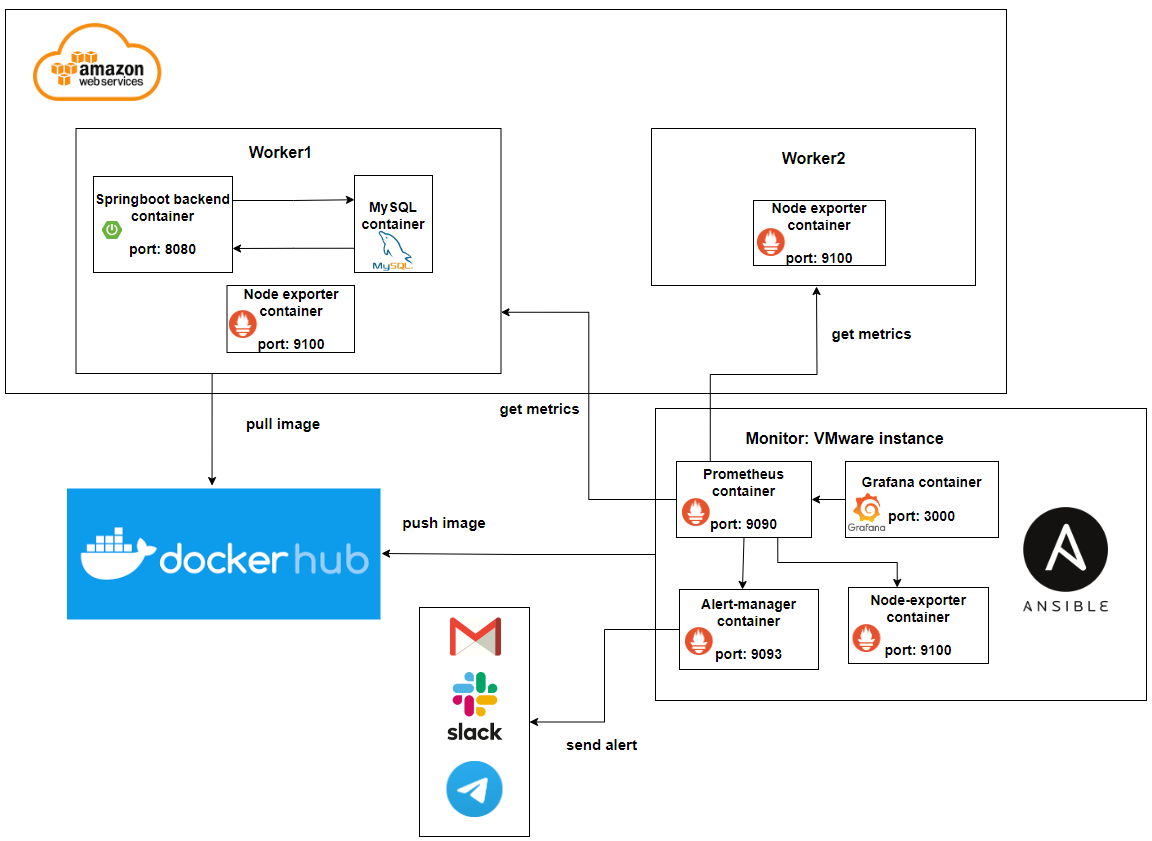 amazon
webservices
Worker1
Springboot backend
container
port: 8080
MySQL
container
MySQL
Node exporter
container
port: 9100
Worker2
Node exporter
container
port: 9100
get metrics
get metrics
pull image
push image
docker hub
Monitor: VMware instance
Prometheus
container
port: 9090
Grafana container
Grafana
port: 3000
Alert-manager
container
port: 9093
Node-exporter
container
port: 9100
ANSIBLE
slack
send alert